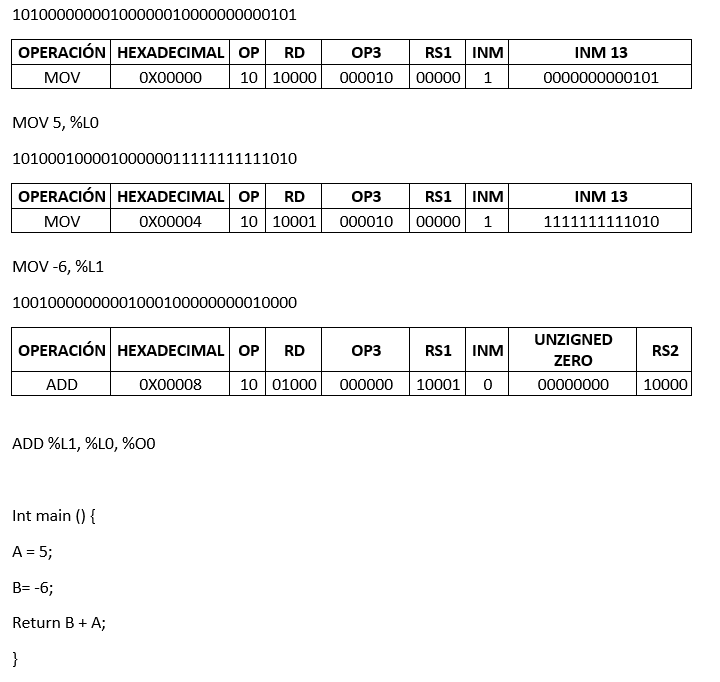 10100000000100000010000000000101
OPERACIÓN HEXADECIMAL OP RD OP3 RS1 INM INM 13
MOV 0X00000 10 10000 000010 00000 1 0000000000101
MOV 5, %L0
10100010000100000011111111111010
OPERACIÓN HEXADECIMAL OP RD OP3 RS1 INM INM 13
MOV 0X00004 10 10001 000010 00000 1 1111111111010
MOV -6, %L1
10010000000001000100000000010000
OPERACIÓN HEXADECIMAL OP RD OP3 RS1 INM UNZIGNED ZERO RS2
ADD 0X00008 10 01000 000000 10001 0 00000000 10000
ADD %L1, %L0, %O0
Int main () {
A = 5;
B= -6;
Return B + A;
}